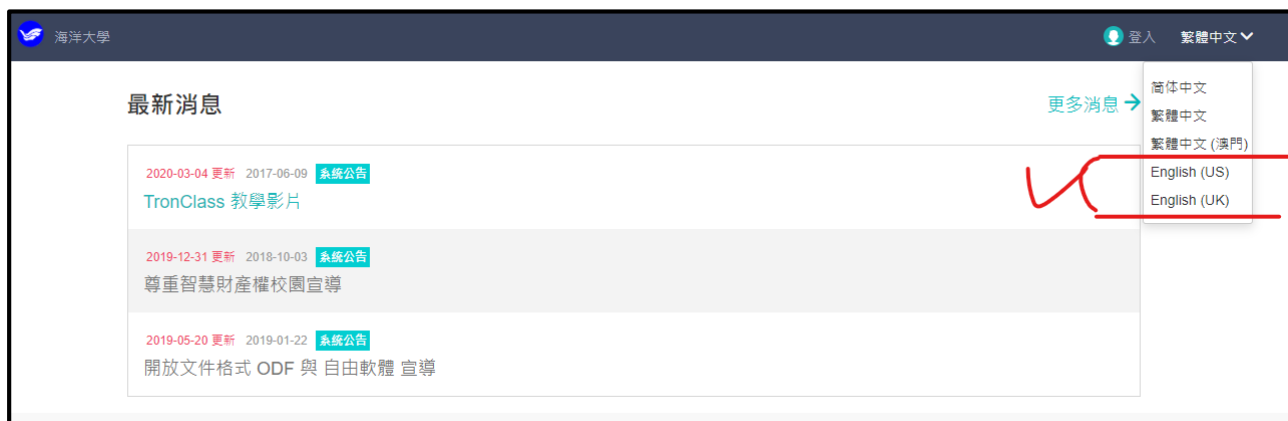 海洋大學
登入 繁體中文
简体中文
繁體中文
繁體中文 (澳門)
English (US)
English (UK)
最新消息
更多消息
2020-03-04 更新 2017-06-09 系統公告
TronClass 教學影片
2019-12-31 更新 2018-10-03 系統公告
尊重智慧財產權校園宣導
2019-05-20 更新 2019-01-22 系統公告
開放文件格式 ODF 與 自由軟體 宣導